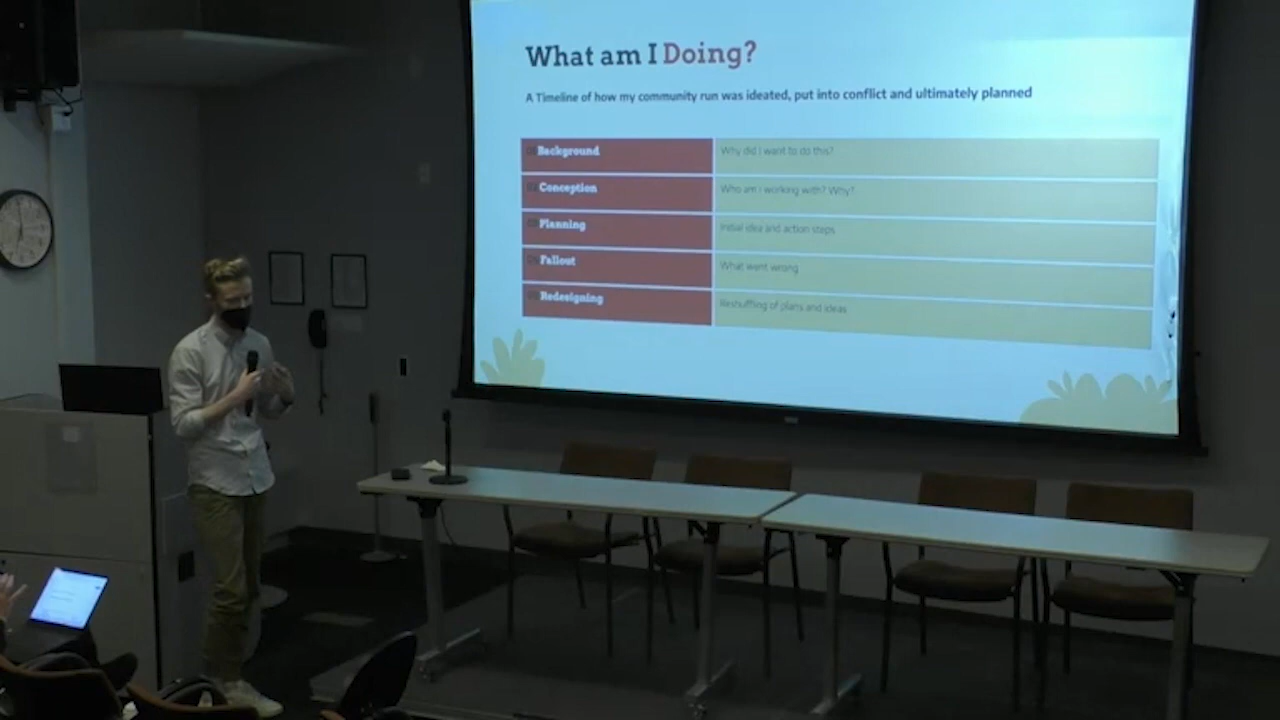 What am I Doing?
A Timeline of how my community run was ideated, put into conflict and ultimately planned
Background Why did I want to do this?
Conception Who am I working with? Why?
Planning Initial idea and action steps
Fallout What went wrong
Redesigning Reshuffling of plans and ideas